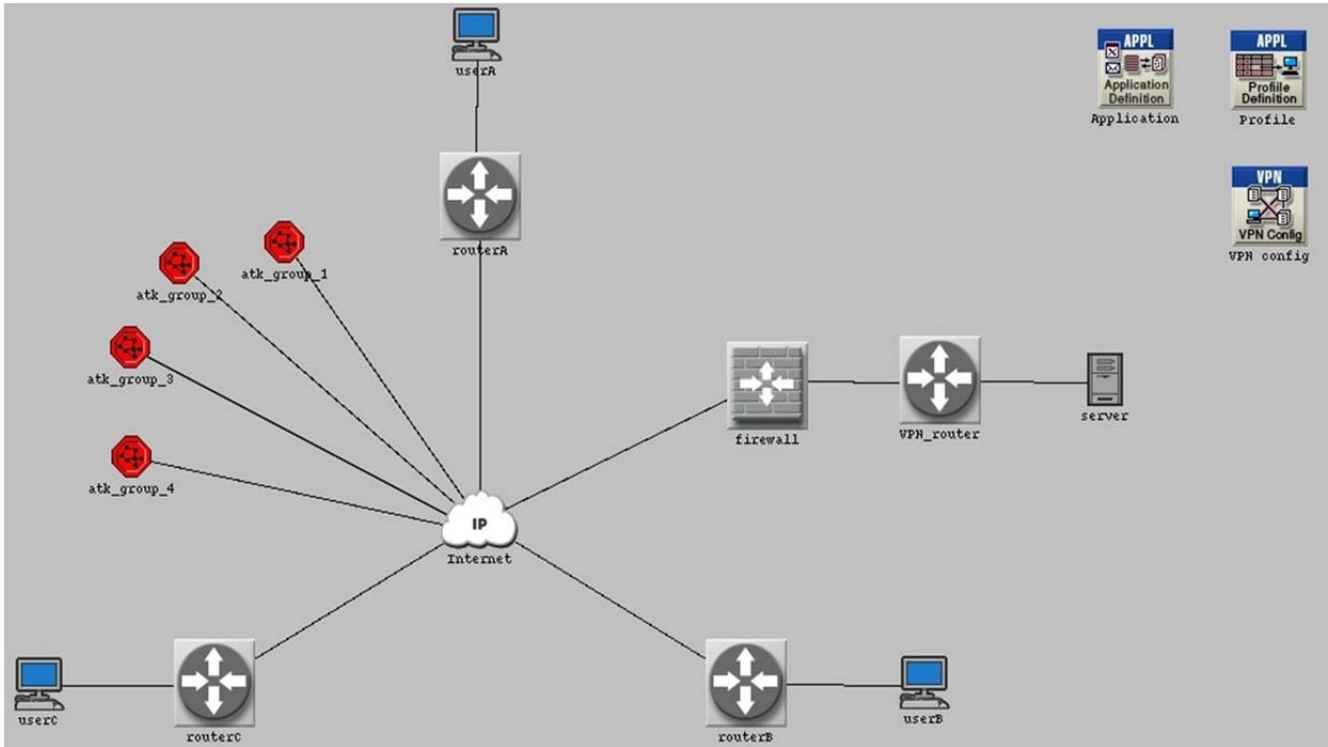 userA
APPL
Application
Definition
Application
APPL
Profiile
Definition
Profile
VPN
VPN Config
VPN config
routerA
atk_group_1
atk_group_2
atk_group_3
atk_group_4
firewall
VPN_router
server
IP
Internet
userC
routerC
routerB
userB